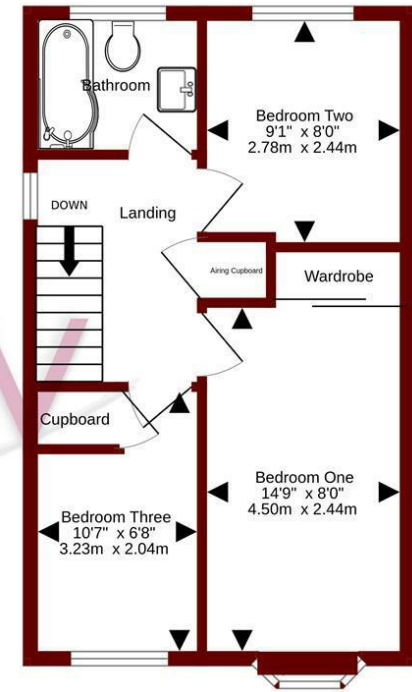 Bathroom
Bedroom Two
9'1" x 8'0"
2.78m x 2.44m
DOWN
Landing
Airing Cupboard
Wardrobe
Cupboard
Bedroom One
14'9" x 8'0"
4.50m x 2.44m
Bedroom Three
10'7" x 6'8"
3.23m x 2.04m